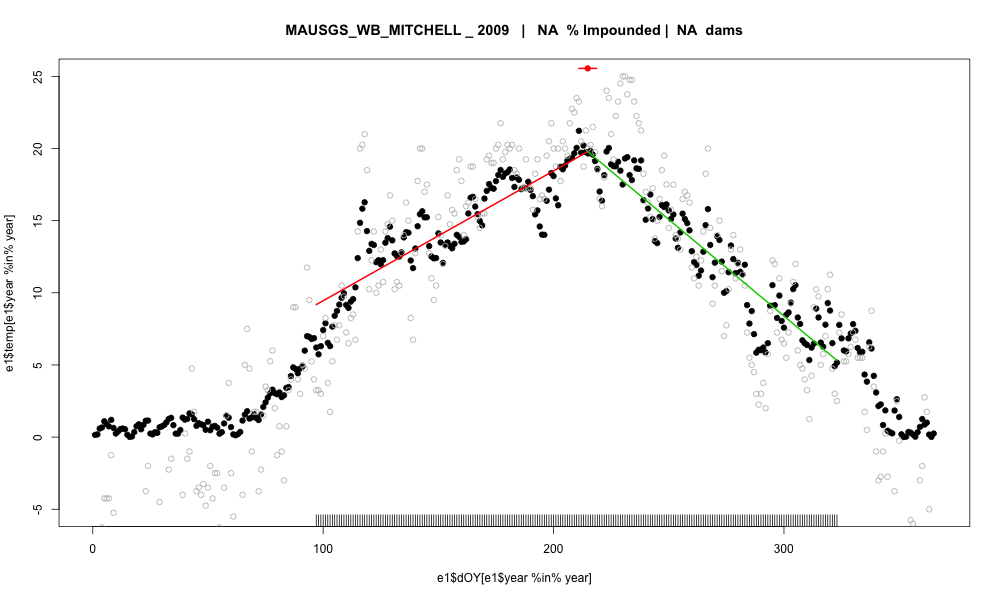 MAUSGS_WB_MITCHELL _ 2009 | NA % Impounded | NA dams
25
20
15
10
5
0
-5
e1$temp[e1$year %in% year]
0 100 200 300
e1$dOY[e1$year %in% year]